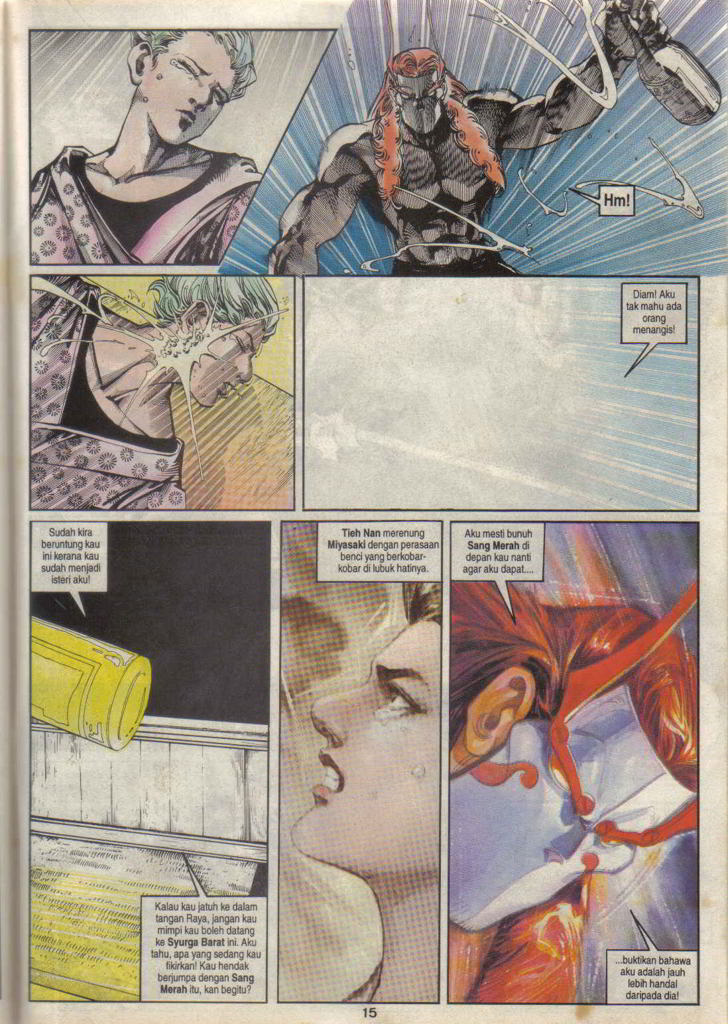 Hm!
Diam! Aku
tak mahu ada
orang
menangis!
Sudah kira
beruntung kau
ini kerana kau
sudah menjadi
isteri aku!
Kalau kau jatuh ke dalam
tangan Raya, jangan kau
mimpi kau boleh datang
ke Syurga Barat ini. Aku
tahu, apa yang sedang kau
fikirkan! Kau hendak
berjumpa dengan Sang
Merah itu, kan begitu?
Tieh Nan merenung
Miyasaki dengan perasaan
benci yang berkobar-
kobar di lubuk hatinya.
Aku mesti bunuh
Sang Merah di
depan kau nanti
agar aku dapat....
...buktikan bahawa
aku adalah jauh
lebih handal
daripada dia!
15